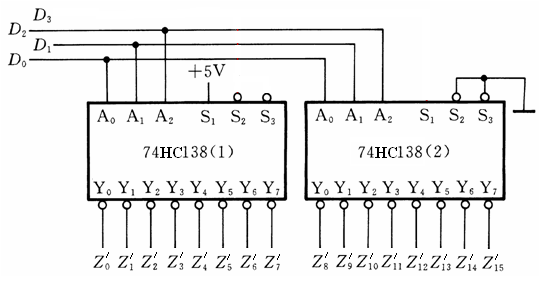 D₃
D₂
D₁
D₀
+5V
A₀ A₁ A₂ S₁ S₂ S₃
A₀ A₁ A₂ S₁ S₂ S₃
74HC138(1)
74HC138(2)
Y₀ Y₁ Y₂ Y₃ Y₄ Y₅ Y₆ Y₇
Y₀ Y₁ Y₂ Y₃ Y₄ Y₅ Y₆ Y₇
Z′₀ Z′₁ Z′₂ Z′₃ Z′₄ Z′₅ Z′₆ Z′₇
Z′₈ Z′₉ Z′₁₀ Z′₁₁ Z′₁₂ Z′₁₃ Z′₁₄ Z′₁₅